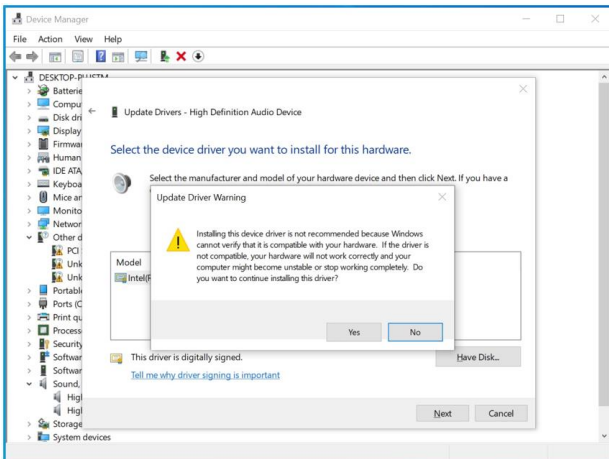 Device Manager
File Action View Help
DESKTOP-PLUSTM
Batterie
Compu
Disk dri
Display
Firmwar
Human
IDE ATA
Keyboa
Mice ar
Monito
Networ
Other d
PCI
Unk
Unk
Portabl
Ports (C
Print qu
Process
Security
Softwar
Softwar
Sound,
High
High
Storage
System devices
Update Drivers - High Definition Audio Device
Select the device driver you want to install for this hardware.
Select the manufacturer and model of your hardware device and then click Next. If you have a
Update Driver Warning
Installing this device driver is not recommended because Windows
cannot verify that it is compatible with your hardware. If the driver is
not compatible, your hardware will not work correctly and your
computer might become unstable or stop working completely. Do
you want to continue installing this driver?
Yes No
Model
Intel(R
This driver is digitally signed.
Have Disk...
Tell me why driver signing is important
Next Cancel